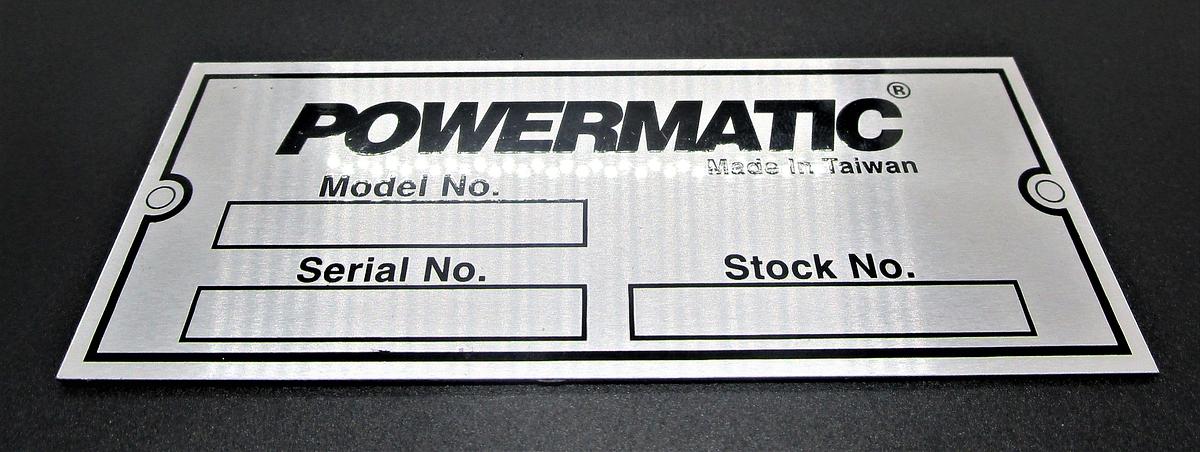 POWERMATIC®
Made In Taiwan
Model No.
Serial No.
Stock No.